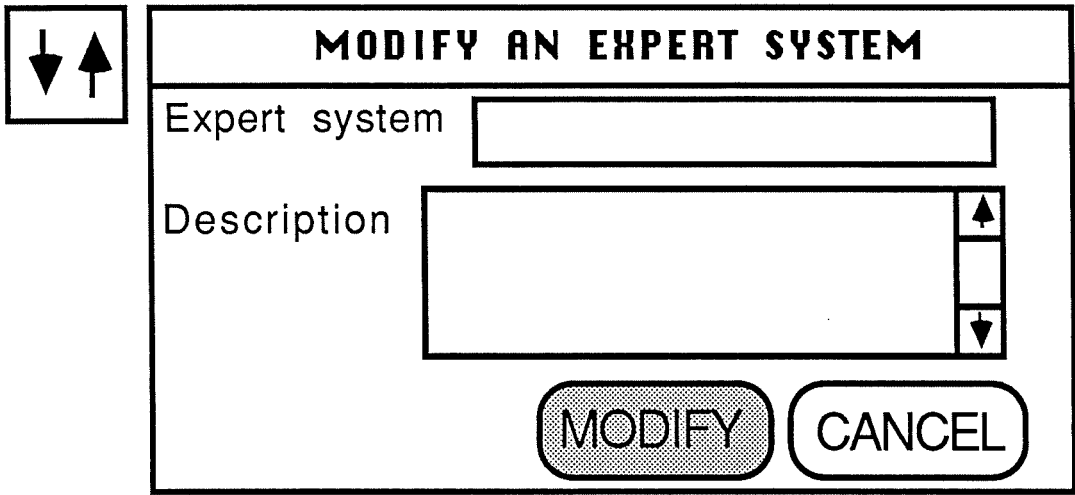 MODIFY AN EXPERT SYSTEM
Expert system
Description
MODIFY CANCEL